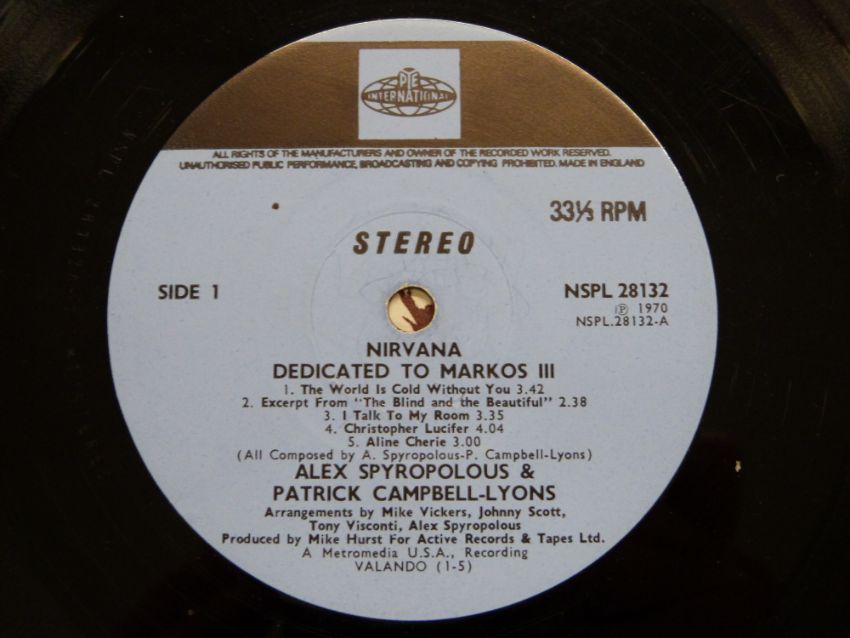 PYE
INTERNATIONAL
ALL RIGHTS OF THE MANUFACTURERS AND OWNER OF THE RECORDED WORK RESERVED.
UNAUTHORISED PUBLIC PERFORMANCE, BROADCASTING AND COPYING PROHIBITED. MADE IN ENGLAND
33⅓ RPM
STEREO
SIDE 1
NSPL 28132
Ⓟ 1970
NSPL.28132-A
NIRVANA
DEDICATED TO MARKOS III
1. The World Is Cold Without You 3.42
2. Excerpt From "The Blind and the Beautiful" 2.38
3. I Talk To My Room 3.35
4. Christopher Lucifer 4.04
5. Aline Cherie 3.00
(All Composed by A. Spyropolous-P. Campbell-Lyons)
ALEX SPYROPOLOUS &
PATRICK CAMPBELL-LYONS
Arrangements by Mike Vickers, Johnny Scott,
Tony Visconti, Alex Spyropolous
Produced by Mike Hurst For Active Records & Tapes Ltd.
A Metromedia U.S.A., Recording
VALANDO (1-5)